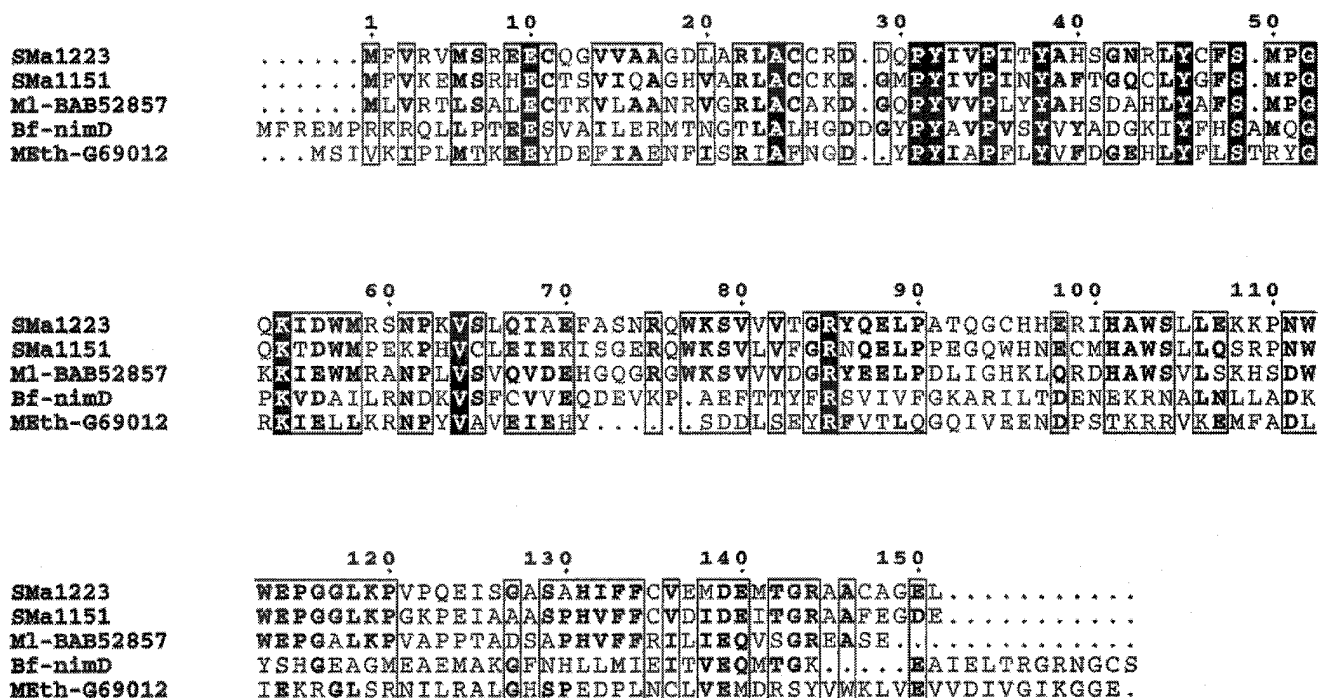 1 10 20 30 40 50
SMa1223 ......MFVRVMSREECQGVVAAGDLARLACCRD.DQPYIVPITYAHSGNRLYCFS.MPG
SMa1151 ......MFVKEMSRHECTSVIQAGHVARLACCKE.GMPYIVPINYAFTGQCLYGFS.MPG
Ml-BAB52857 ......MLVRTLSALECTKVLAANRVGRLACAKD.GQPYVVPLYYAHSDAHLYAFS.MPG
Bf-nimD MFREMPRKRQLLPTEESVAILERMTNGTLALHGDDGYPYAVPVSYVYADGKIYFHSAMQG
MEth-G69012 ...MSIVKIPLMTKEEYDEFIAENFISRIAFNGD..YPYIAPFLYVFDGEHLYFLSTRYG
60 70 80 90 100 110
SMa1223 QKIDWMRSNPKVSLQIAEFASNRQWKSVVVTGRYQELPATQGCHHERIHAWSLLEKKPNW
SMa1151 QKTDWMPEKPHVCLEIEKISGERQWKSVLVFGRNQELPPEGQWHNECMHAWSLLQSRPNW
Ml-BAB52857 KKIEWMRANPLVSVQVDEHGQGRGWKSVVVDGRYEELPDLIGHKLQRDHAWSVLSKHSDW
Bf-nimD PKVDAILRNDKVSFCVVEQDEVKP.AEFTTYFRSVIVFGKARILTDENEKRNALNLLADK
MEth-G69012 RKIELLKRNPYVAVEIEHY.....SDDLSEYRFVTLQGQIVEENDPSTKRRVKEMFADL
120 130 140 150
SMa1223 WEPGGLKPVPQEISGASAHIFFCVEMDEMTGRAACAGEL...........
SMa1151 WEPGGLKPGKPEIAAASPHVFFCVDIDEITGRAAFEGDE...........
Ml-BAB52857 WEPGALKPVAPPTADSAPHVFFRILIEQVSGREASE..............
Bf-nimD YSHGEAGMEAEMAKGFNHLLMIEITVEQMTGK.....EAIELTRGRNGCS
MEth-G69012 IEKRGLSRNILRALGHSPEDPLNCLVEMDRSYVWKLVEVVDIVGIKGGE.